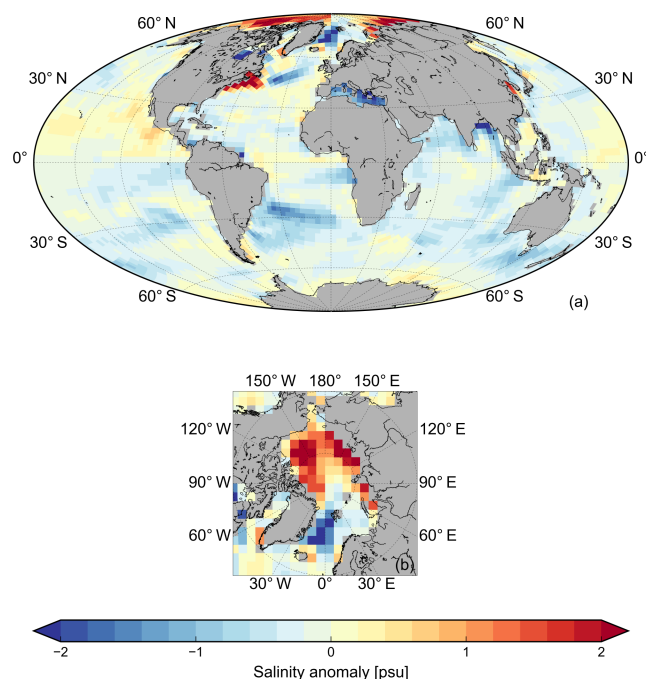 60° N 60° N
30° N 30° N
0° 0°
30° S 30° S
60° S 60° S
(a)
150° W 180° 150° E
120° W 120° E
90° W 90° E
60° W 60° E
(b)
30° W 0° 30° E
−2 −1 0 1 2
Salinity anomaly [psu]